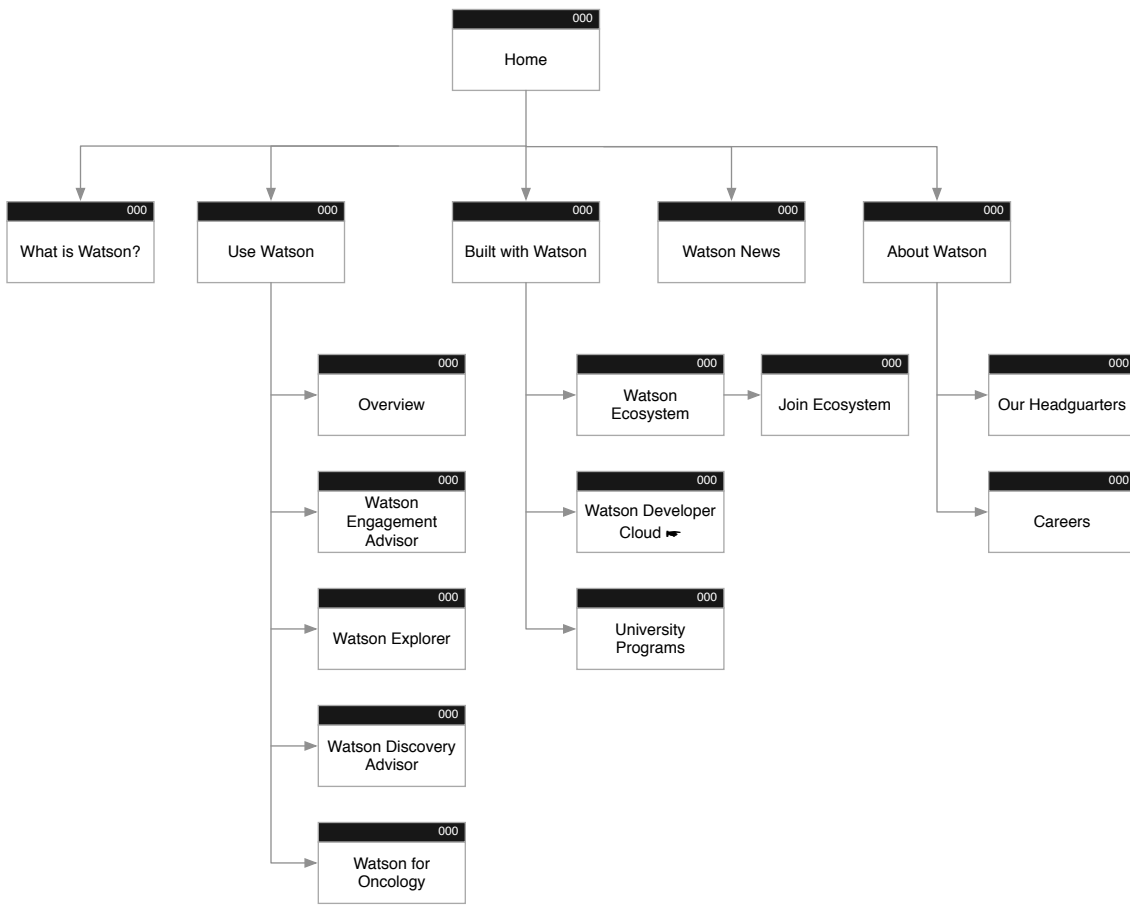 000
Home
000
What is Watson?
000
Use Watson
000
Built with Watson
000
Watson News
000
About Watson
000
Overview
000
Watson
Engagement
Advisor
000
Watson Explorer
000
Watson Discovery
Advisor
000
Watson for
Oncology
000
Watson
Ecosystem
000
Join Ecosystem
000
Watson Developer
Cloud ☛
000
University
Programs
000
Our Headguarters
000
Careers